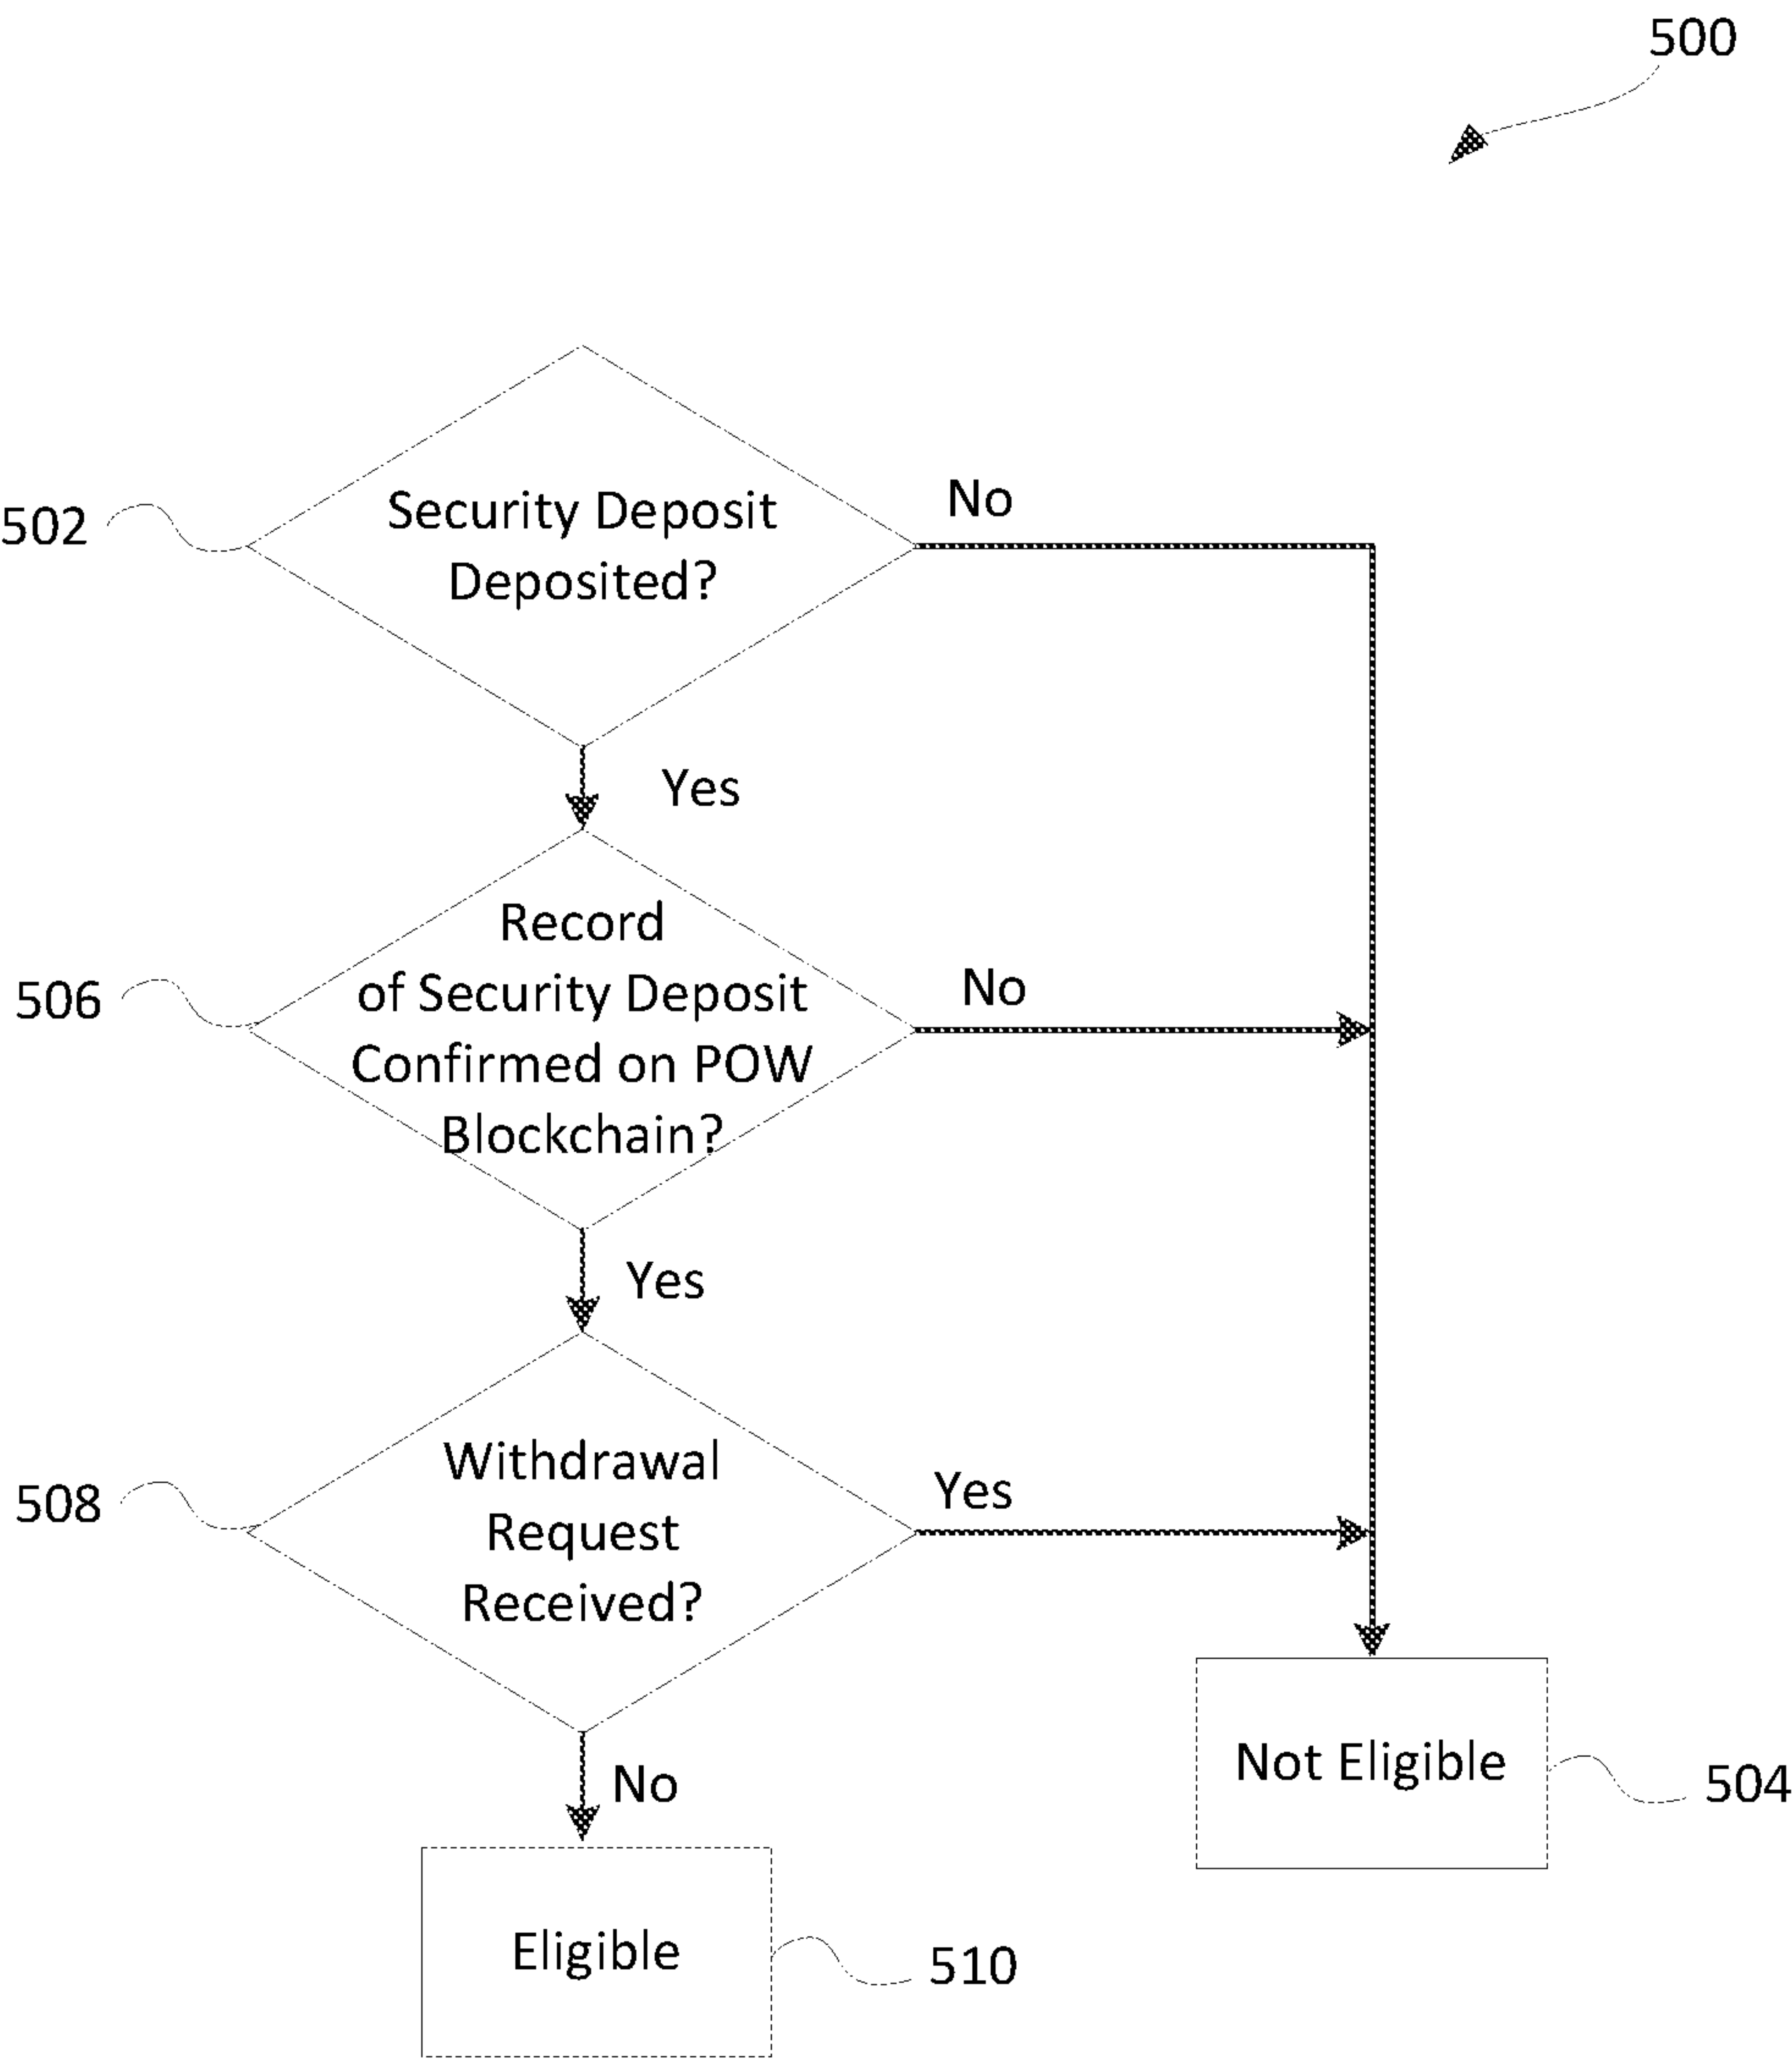 500
Security Deposit
Deposited?
No
502
Yes
Record
of Security Deposit
Confirmed on POW
Blockchain?
No
506
Yes
Withdrawal
Request
Received?
Yes
508
No
Not Eligible
504
Eligible
510